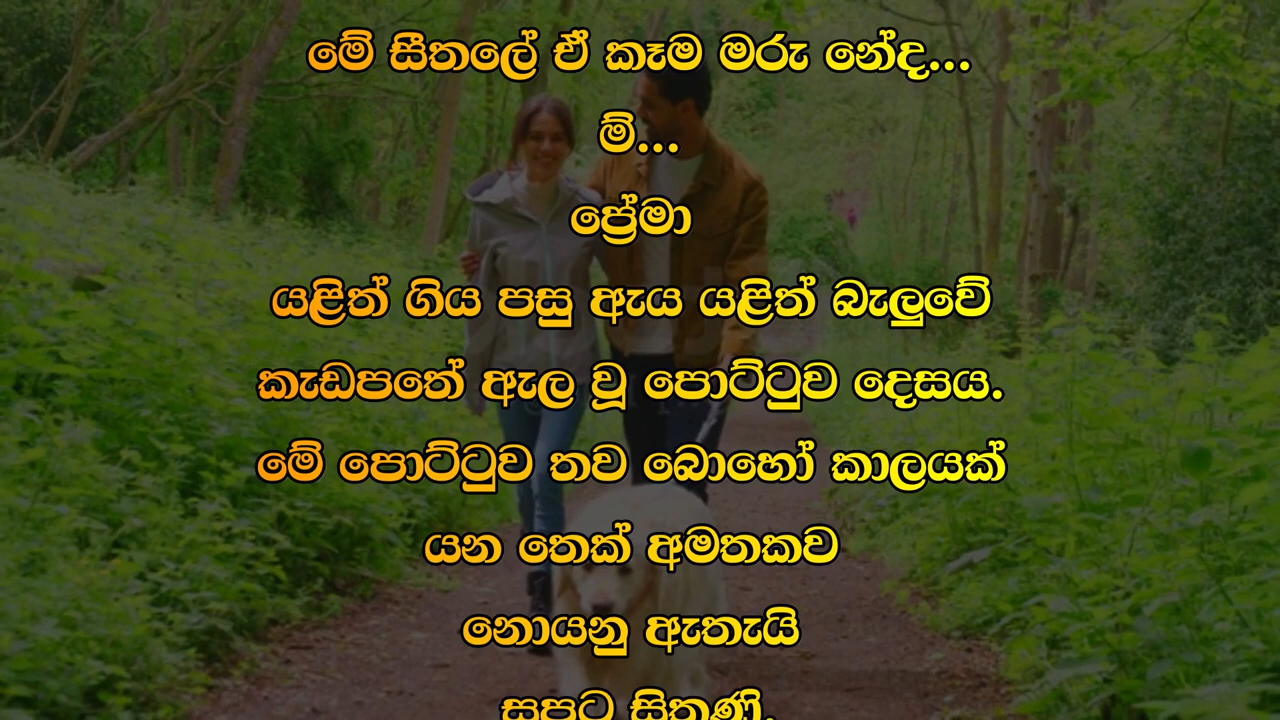 මේ සීතලේ ඒ කෑම මරු නේද...
ම්...
ප්‍රේමා
යළිත් ගිය පසු ඇය යළිත් බැලුවේ
කැඩපතේ ඇල වූ පොට්ටුව දෙසය.
මේ පොට්ටුව තව බොහෝ කාලයක්
යන තෙක් අමතකව
නොයනු ඇතැයි
සුපුට සිතුණි.